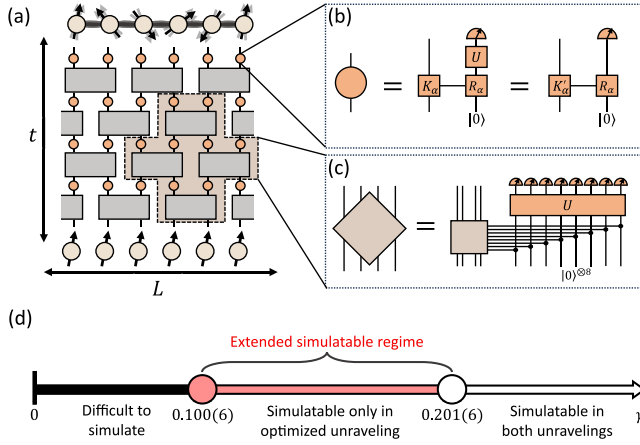 (a)
t
L
(b)
=
K_α
U
R_α
|0⟩
=
K'_α
R_α
|0⟩
(c)
=
U
|0⟩^⊗8
(d)
Extended simulatable regime
0
Difficult to simulate
0.100(6)
Simulatable only in optimized unraveling
0.201(6)
Simulatable in both unravelings